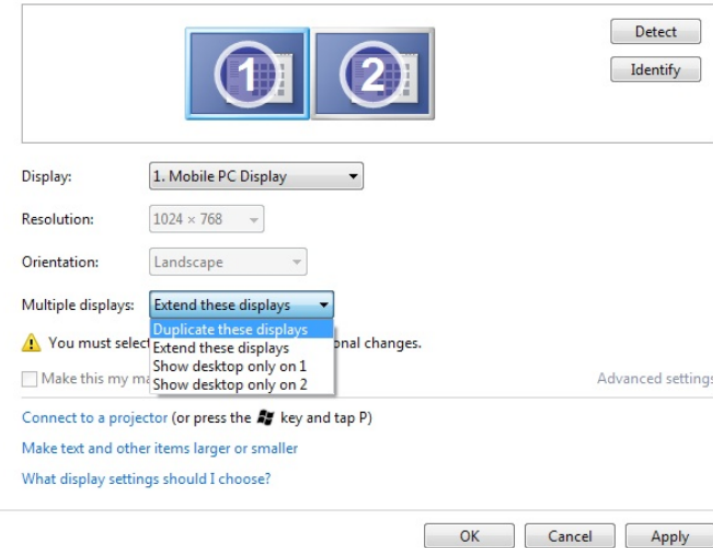 1 2
Detect
Identify
Display: 1. Mobile PC Display
Resolution: 1024 × 768
Orientation: Landscape
Multiple displays: Extend these displays
Duplicate these displays
Extend these displays
Show desktop only on 1
Show desktop only on 2
You must select onal changes.
Make this my ma Advanced settings
Connect to a projector (or press the key and tap P)
Make text and other items larger or smaller
What display settings should I choose?
OK Cancel Apply